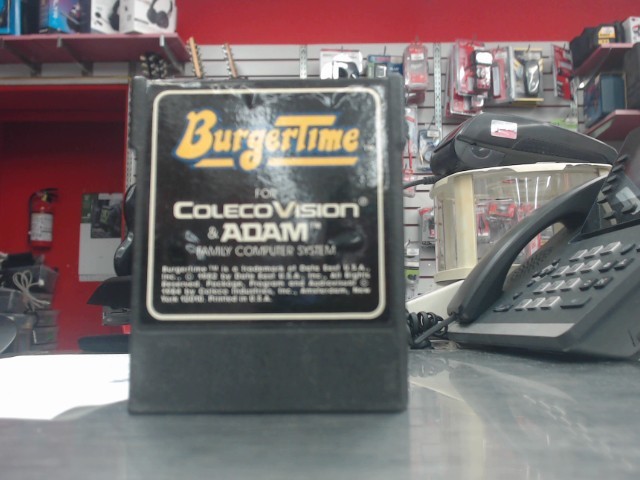 BurgerTime
FOR
COLECOVISION®
& ADAM™
FAMILY COMPUTER SYSTEM
BurgerTime™ is a trademark of Data East U.S.A.,
Inc., © 1982 by Data East U.S.A., Inc., All Rights
Reserved, Package, Program and Audiovisual ©
1984 by Coleco Industries, Inc., Amsterdam, New
York 12010. Printed in U.S.A.